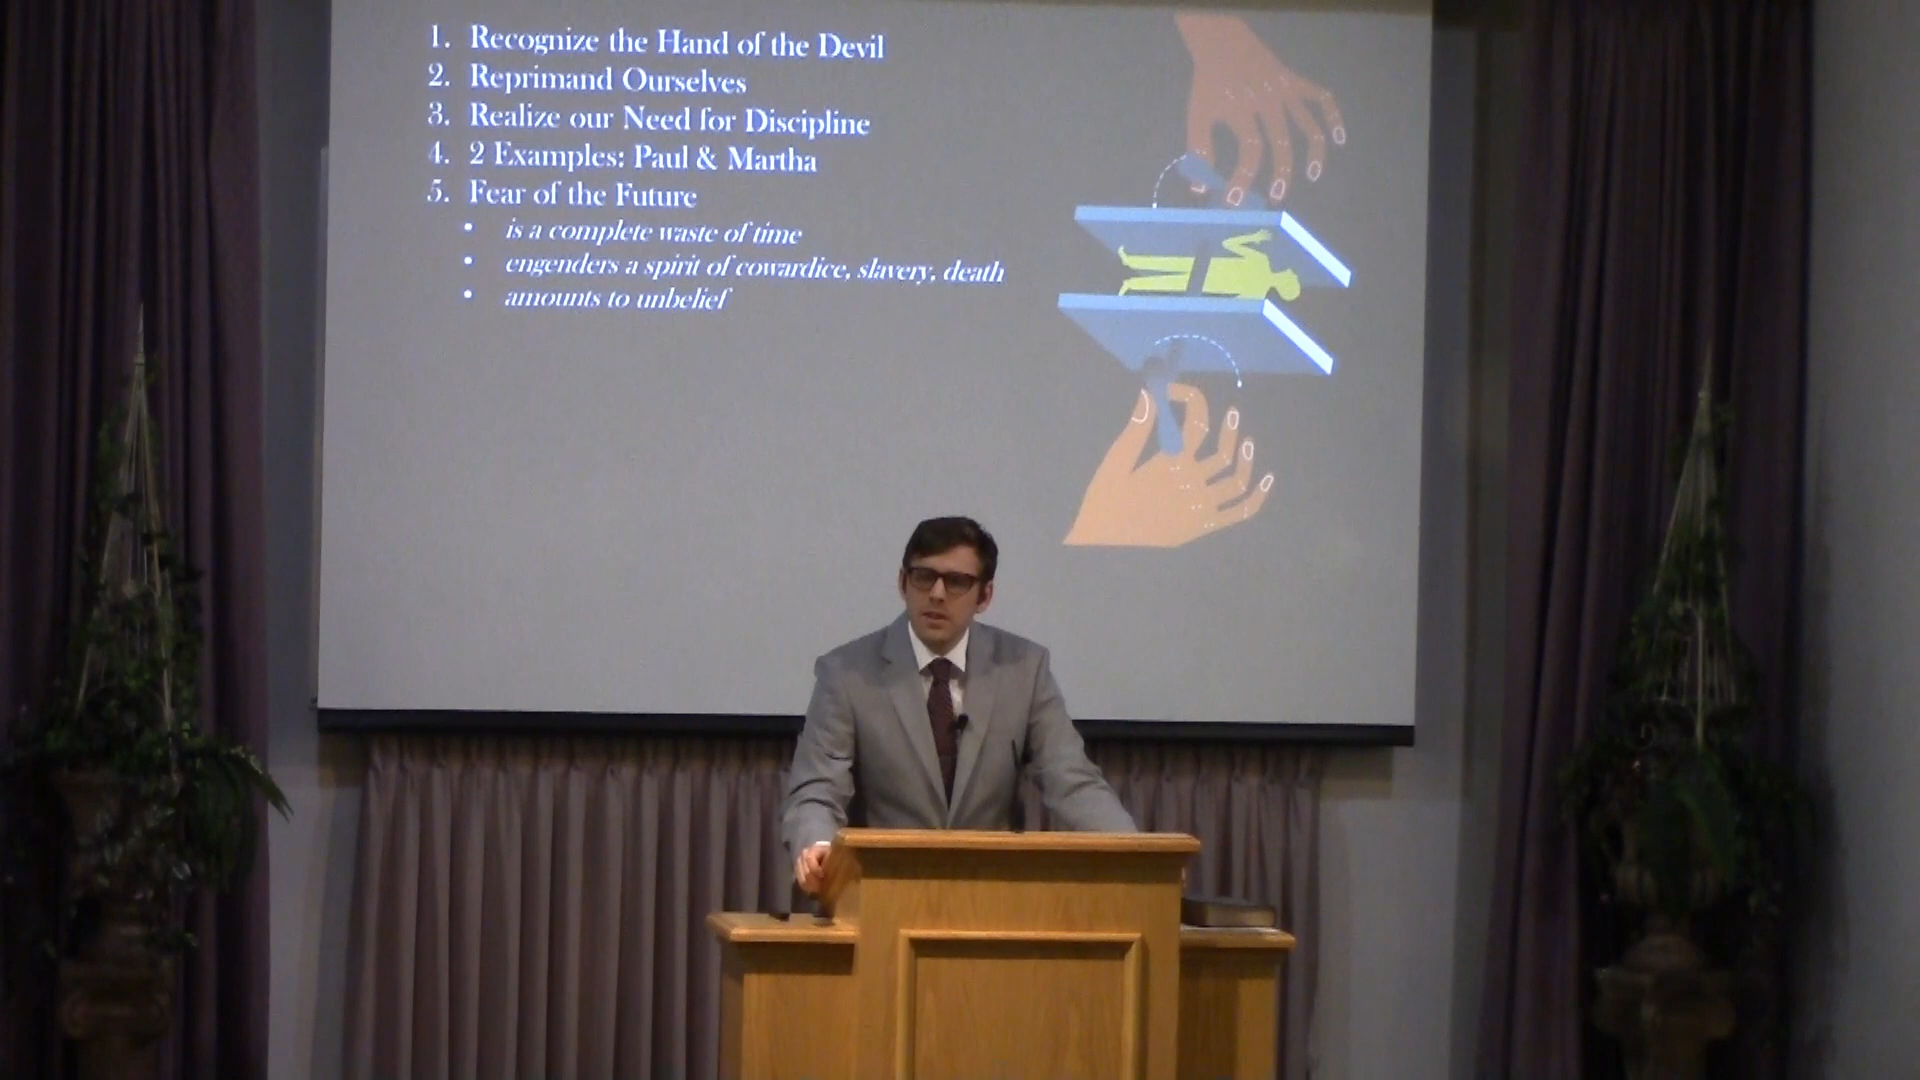 1. Recognize the Hand of the Devil
2. Reprimand Ourselves
3. Realize our Need for Discipline
4. 2 Examples: Paul & Martha
5. Fear of the Future
• is a complete waste of time
• engenders a spirit of cowardice, slavery, death
• amounts to unbelief